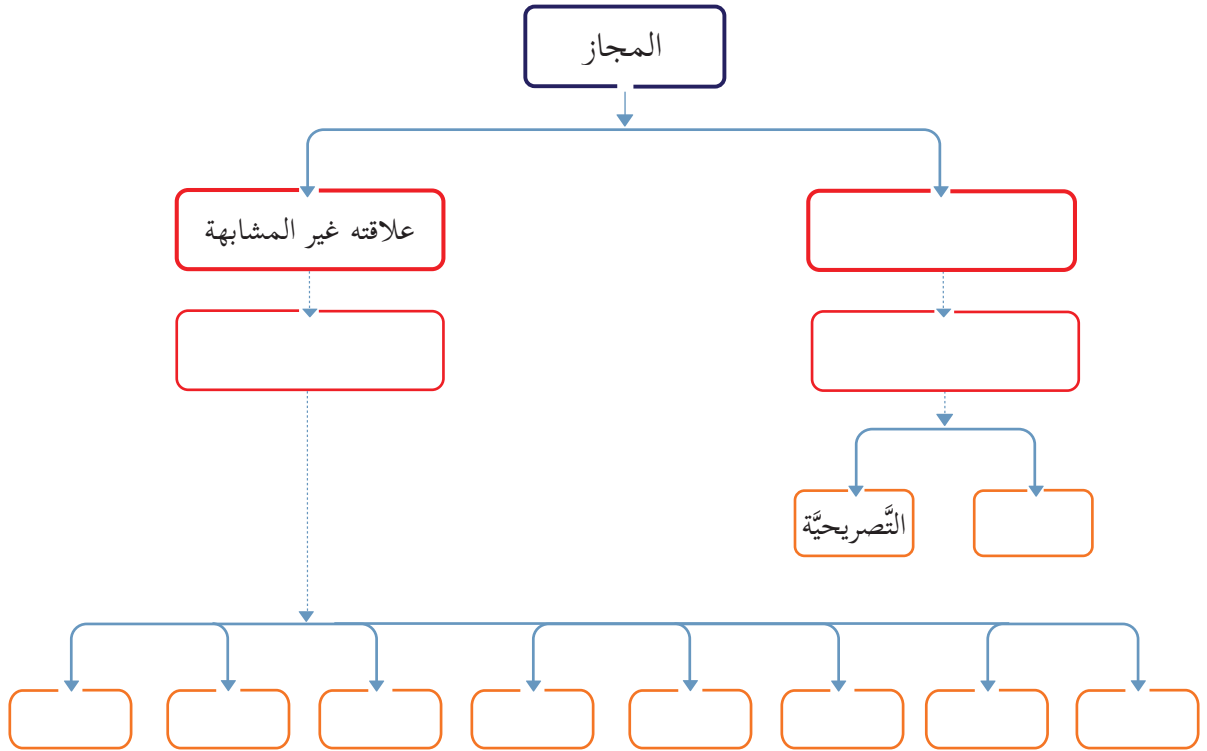 المجاز
علاقته غير المشابهة
التَّصريحيَّة